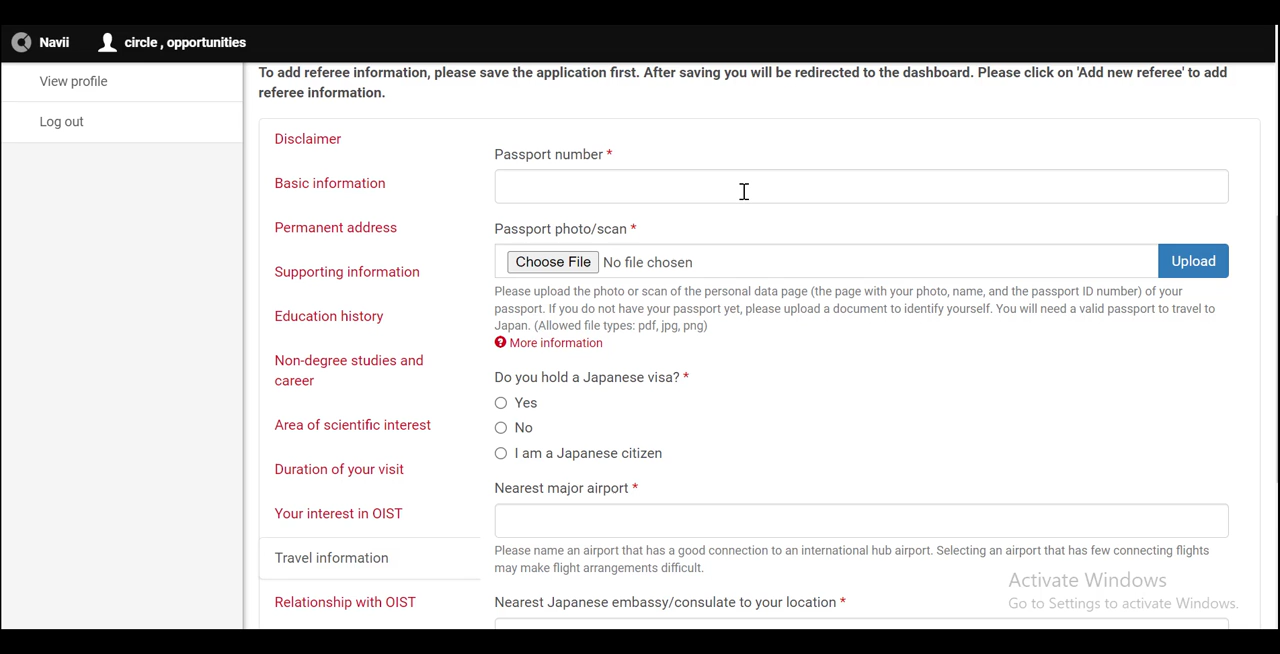 Navii circle , opportunities
View profile
Log out
To add referee information, please save the application first. After saving you will be redirected to the dashboard. Please click on 'Add new referee' to add
referee information.
Disclaimer
Basic information
Permanent address
Supporting information
Education history
Non-degree studies and
career
Area of scientific interest
Duration of your visit
Your interest in OIST
Travel information
Relationship with OIST
Passport number *
Passport photo/scan *
Choose File No file chosen Upload
Please upload the photo or scan of the personal data page (the page with your photo, name, and the passport ID number) of your
passport. If you do not have your passport yet, please upload a document to identify yourself. You will need a valid passport to travel to
Japan. (Allowed file types: pdf, jpg, png)
More information
Do you hold a Japanese visa? *
Yes
No
I am a Japanese citizen
Nearest major airport *
Please name an airport that has a good connection to an international hub airport. Selecting an airport that has few connecting flights
may make flight arrangements difficult.
Nearest Japanese embassy/consulate to your location *
Activate Windows
Go to Settings to activate Windows.